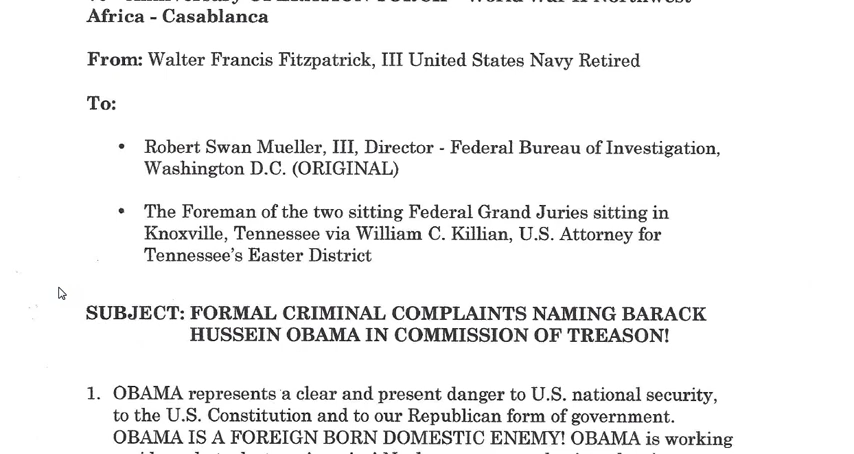 Africa - Casablanca
From: Walter Francis Fitzpatrick, III United States Navy Retired
To:
• Robert Swan Mueller, III, Director - Federal Bureau of Investigation,
Washington D.C. (ORIGINAL)
• The Foreman of the two sitting Federal Grand Juries sitting in
Knoxville, Tennessee via William C. Killian, U.S. Attorney for
Tennessee's Easter District
SUBJECT: FORMAL CRIMINAL COMPLAINTS NAMING BARACK
HUSSEIN OBAMA IN COMMISSION OF TREASON!
1. OBAMA represents a clear and present danger to U.S. national security,
to the U.S. Constitution and to our Republican form of government.
OBAMA IS A FOREIGN BORN DOMESTIC ENEMY! OBAMA is working